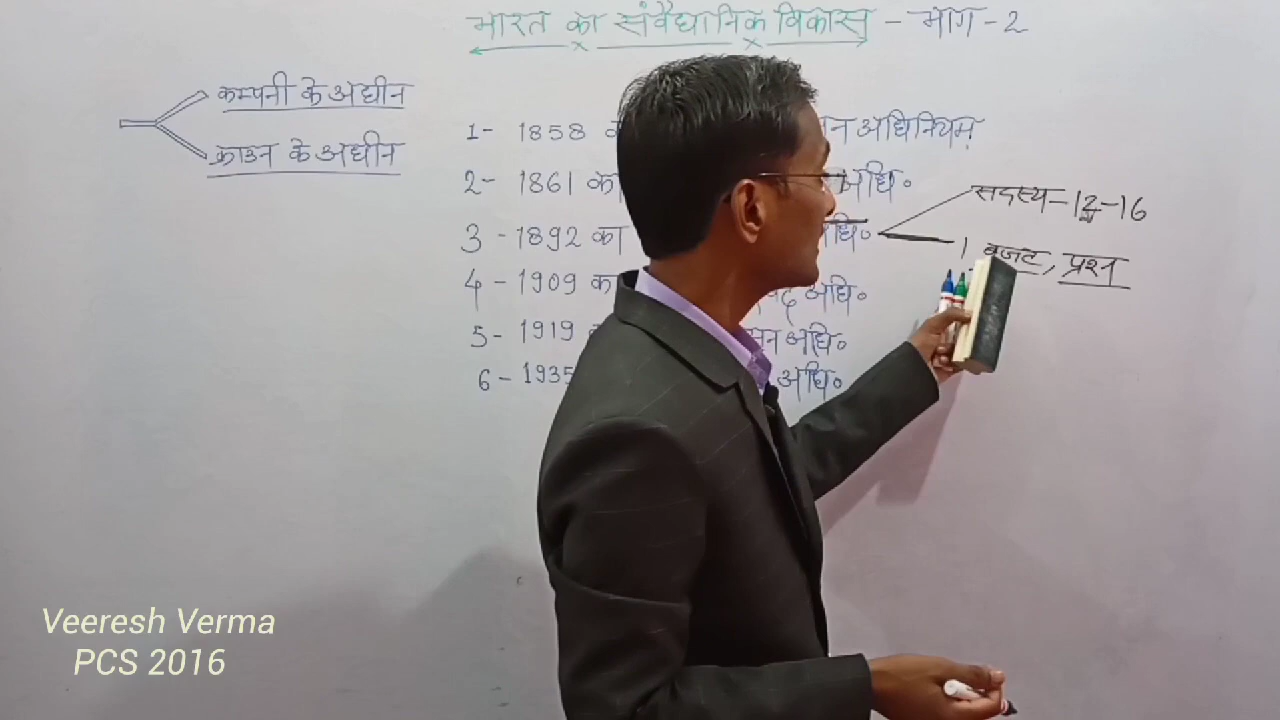 भारत का संवैधानिक विकास - भाग - 2
कम्पनी के अधीन
क्राउन के अधीन
1- 1858 अधिनियम
2- 1861 का अधि०
3 - 1892 का अधि०
सदस्य - 12-16
बजट, प्रश्न
4 - 1909 का अधि०
5 - 1919 अधि०
6 - 1935 अधि०
Veeresh Verma
PCS 2016